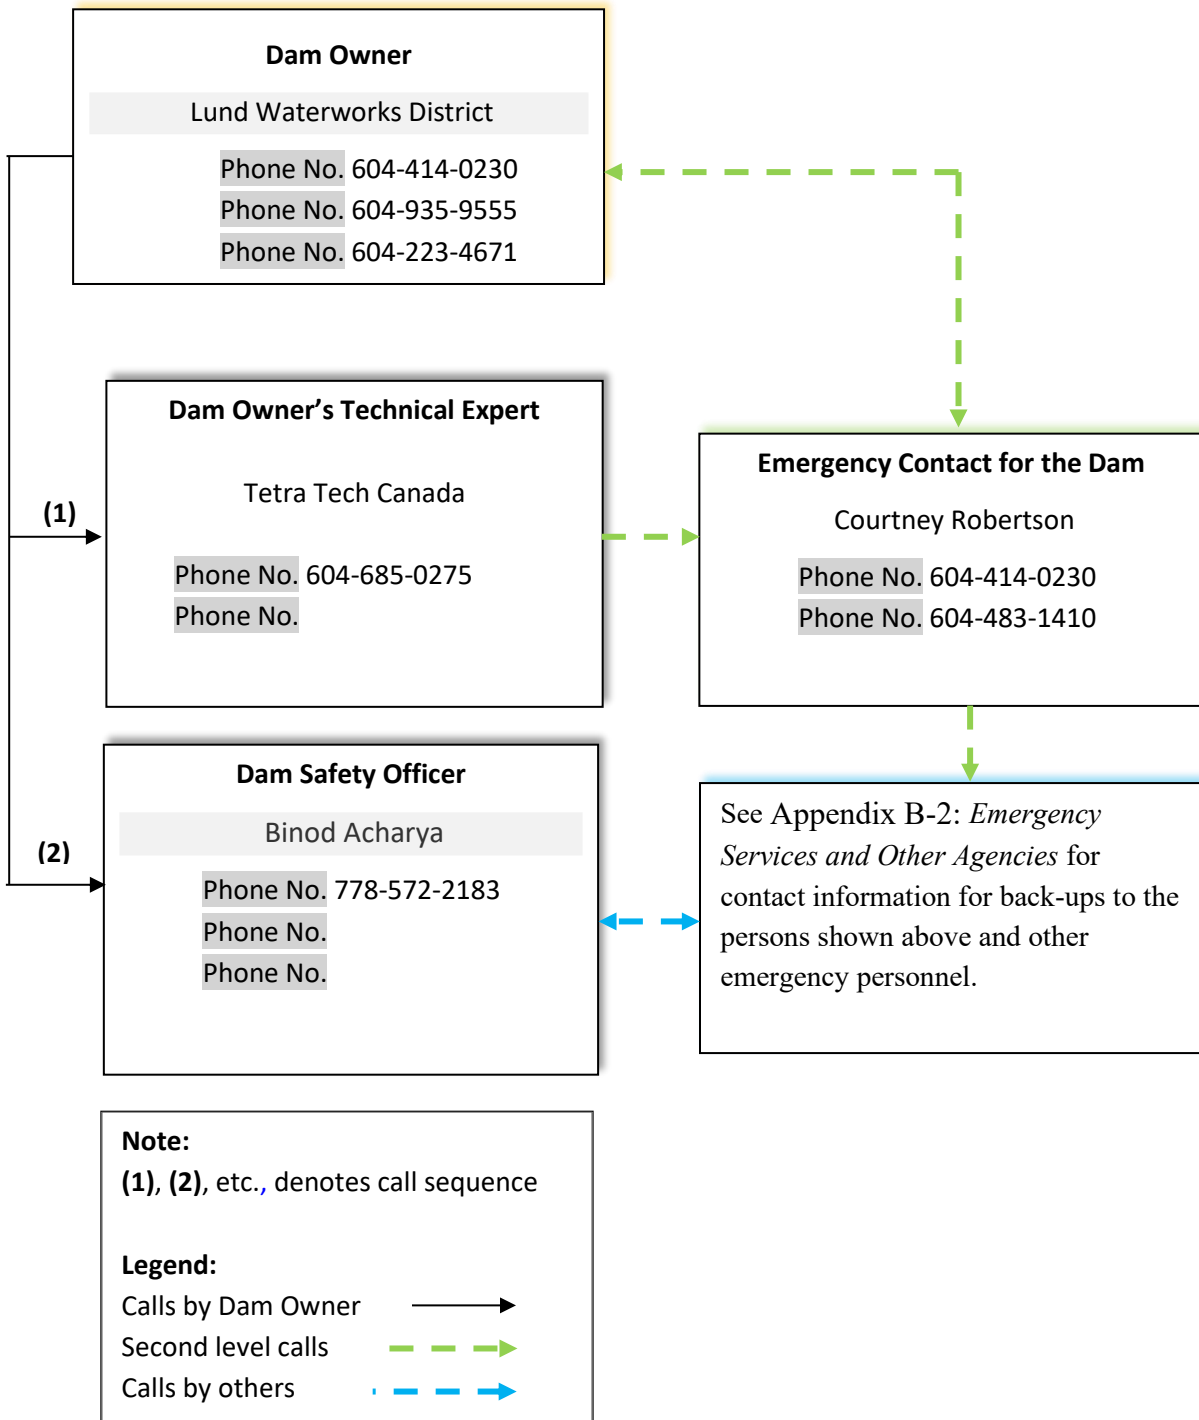 Dam Owner
Lund Waterworks District
Phone No. 604-414-0230
Phone No. 604-935-9555
Phone No. 604-223-4671
Dam Owner’s Technical Expert
Tetra Tech Canada
(1)
Phone No. 604-685-0275
Phone No.
Emergency Contact for the Dam
Courtney Robertson
Phone No. 604-414-0230
Phone No. 604-483-1410
Dam Safety Officer
Binod Acharya
(2)
Phone No. 778-572-2183
Phone No.
Phone No.
See Appendix B-2: Emergency
Services and Other Agencies for
contact information for back-ups to the
persons shown above and other
emergency personnel.
Note:
(1), (2), etc., denotes call sequence
Legend:
Calls by Dam Owner
Second level calls
Calls by others